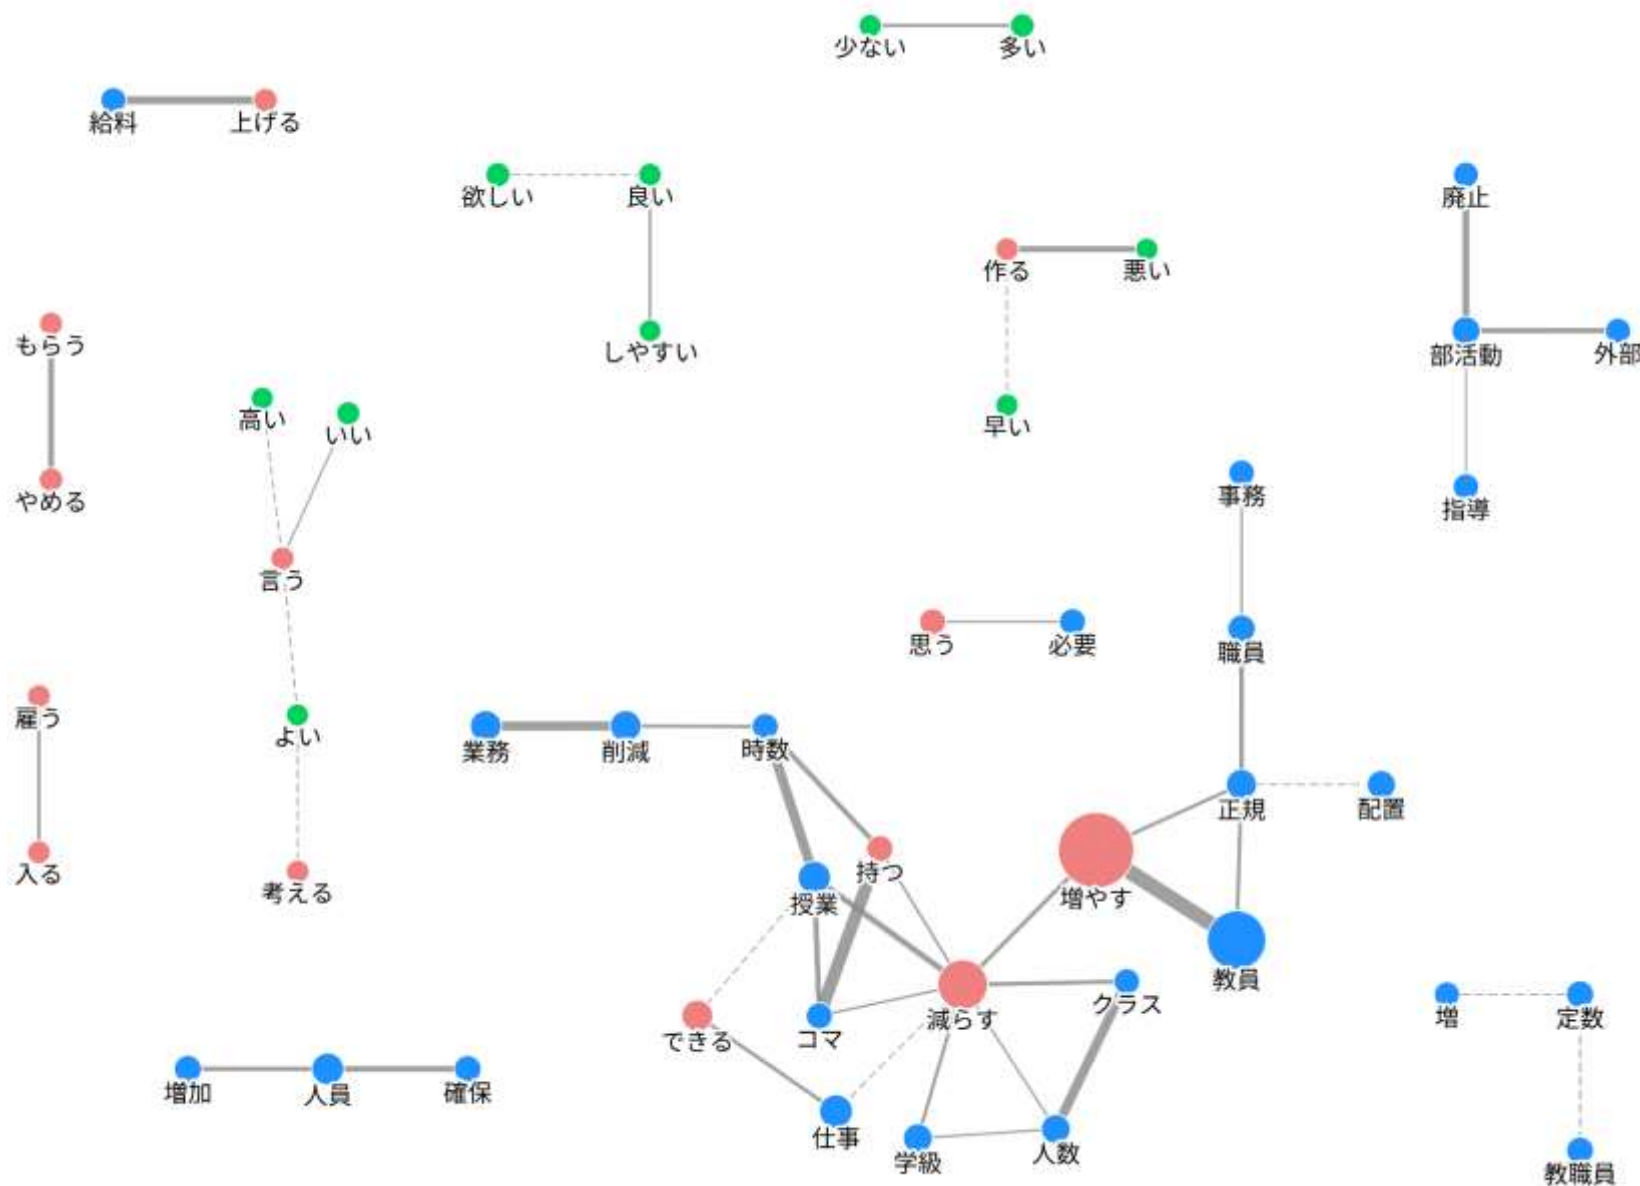 少ない
多い
給料
上げる
欲しい
良い
廃止
作る
悪い
もらう
しやすい
部活動
外部
高い
いい
早い
やめる
事務
指導
言う
思う
必要
職員
雇う
よい
業務
削減
時数
正規
配置
入る
考える
持つ
増やす
授業
教員
クラス
増
定数
できる
コマ
減らす
増加
人員
確保
仕事
学級
人数
教職員